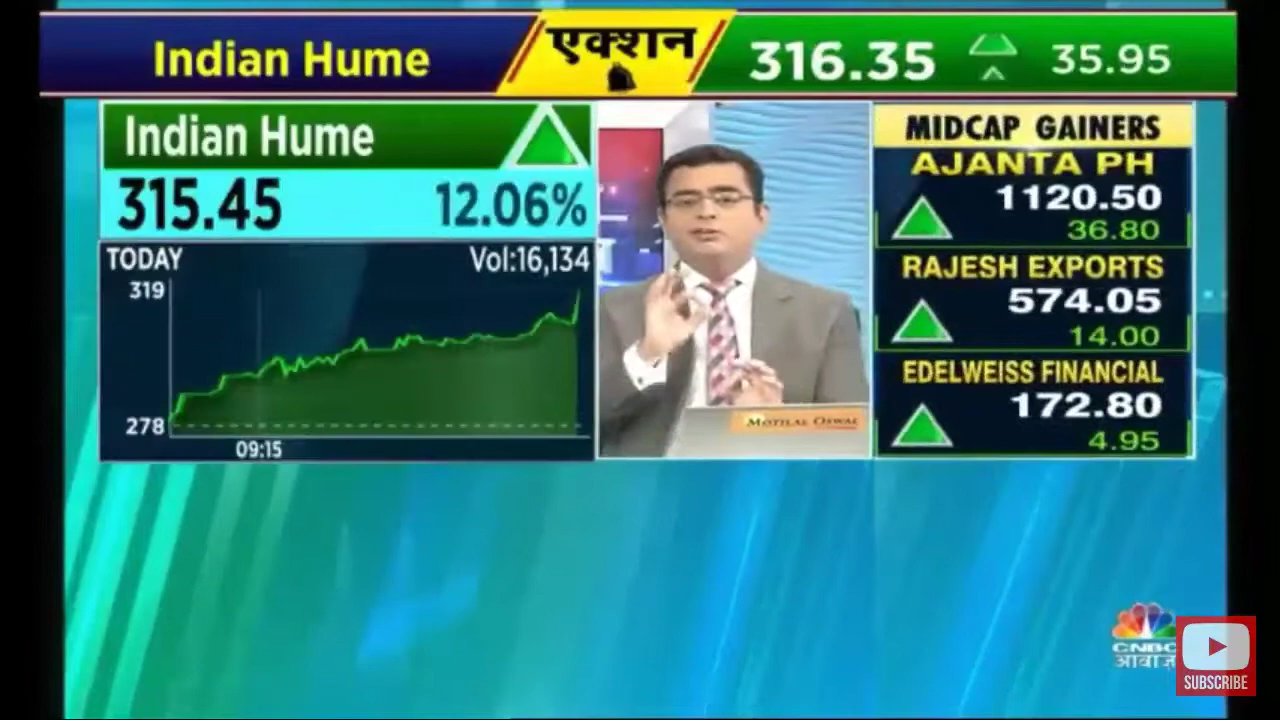 Indian Hume
एक्शन
316.35
35.95
Indian Hume
315.45
12.06%
TODAY
Vol:16,134
319
278
09:15
MOTILAL OSWAL
MIDCAP GAINERS
AJANTA PH
1120.50
36.80
RAJESH EXPORTS
574.05
14.00
EDELWEISS FINANCIAL
172.80
4.95
CNBC
आवाज़
SUBSCRIBE